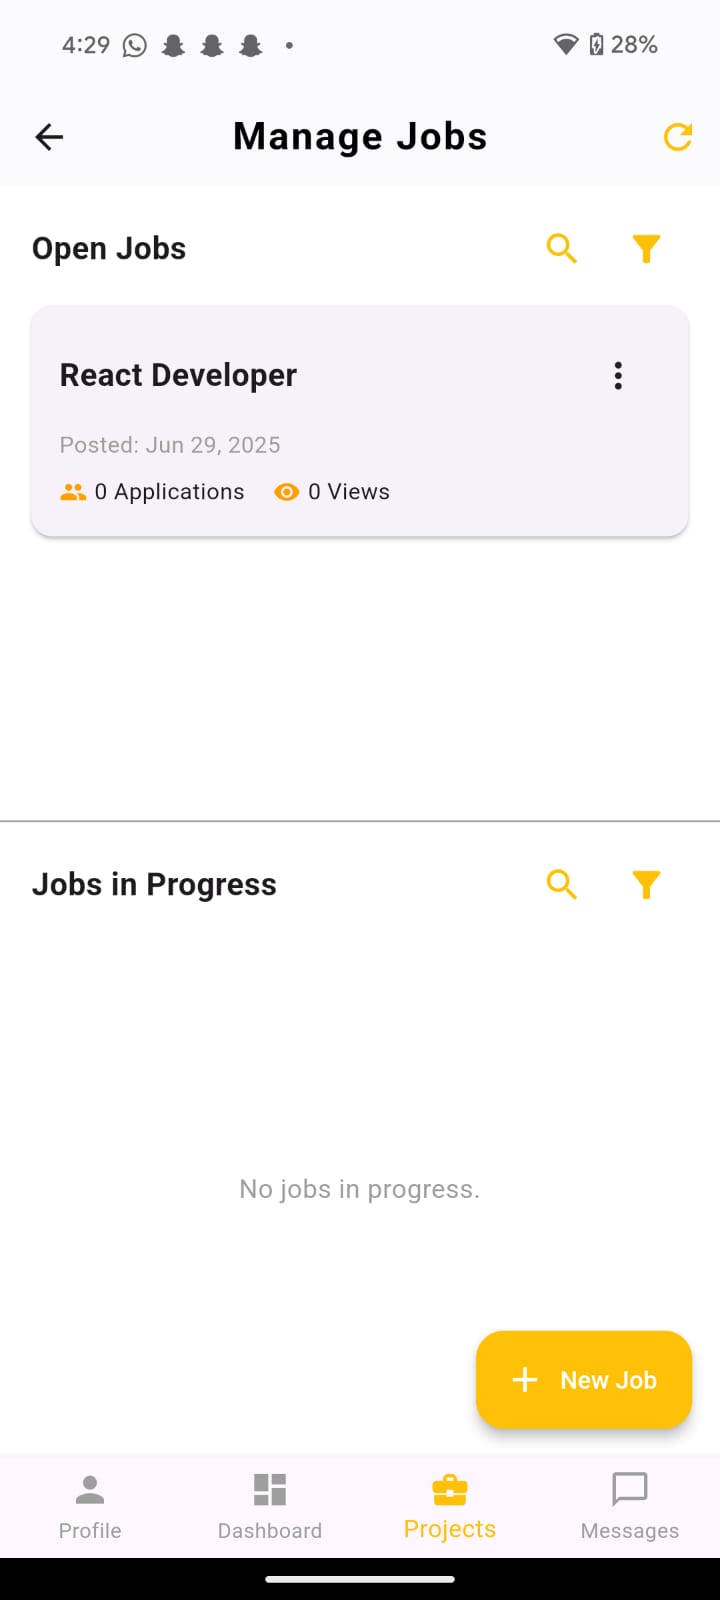 4:29
28%
Manage Jobs
Open Jobs
React Developer
Posted: Jun 29, 2025
0 Applications 0 Views
Jobs in Progress
No jobs in progress.
+ New Job
Profile Dashboard Projects Messages